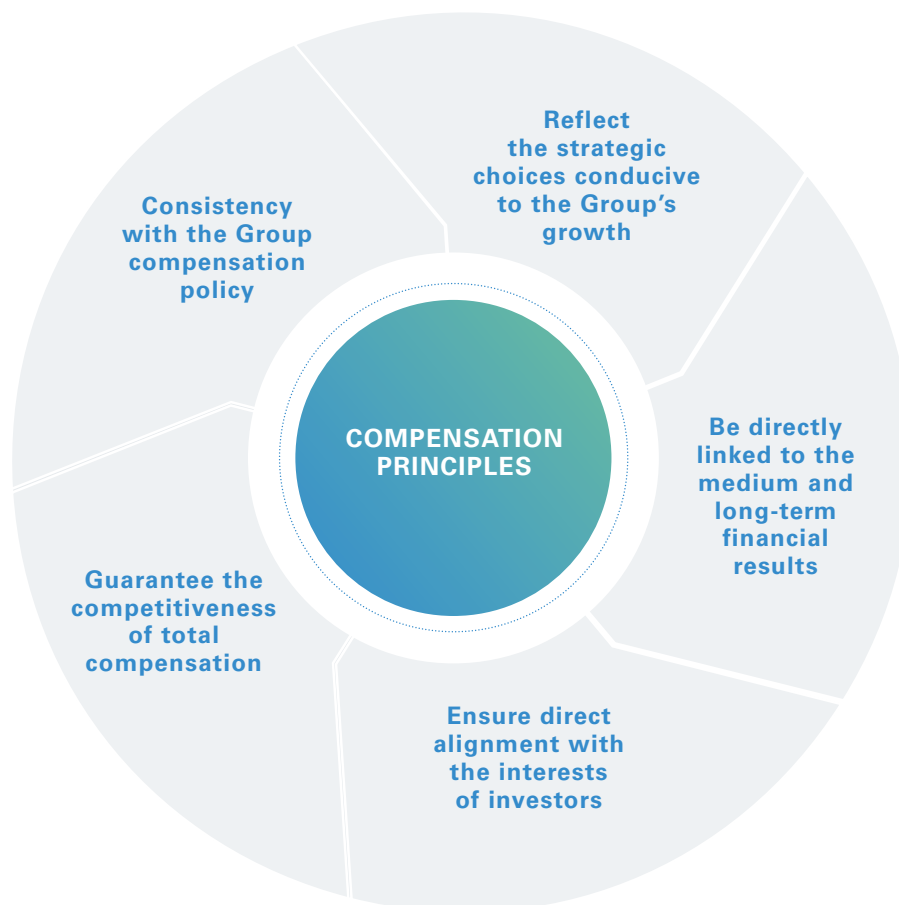 Reflect
the strategic
choices conducive
to the Group's
growth
Consistency
with the Group
compensation
policy
COMPENSATION
PRINCIPLES
Be directly
linked to the
medium and
long-term
financial
results
Guarantee the
competitiveness
of total
compensation
Ensure direct
alignment with
the interests
of investors